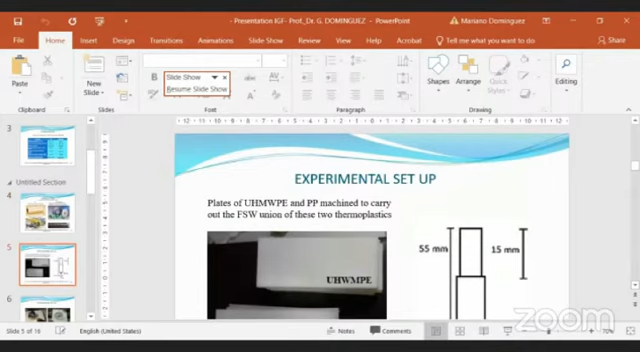 - Presentation IGF - Prof._Dr. G. DOMINGUEZ - PowerPoint
Mariano Dominguez
File
Home
Insert
Design
Transitions
Animations
Slide Show
Review
View
Help
Acrobat
Tell me what you want to do
Share
Paste
Clipboard
New
Slide
Slide Show
Resume Slide Show
Font
Paragraph
Shapes
Arrange
Quick
Styles
Drawing
Editing
3
Untitled Section
4
5
6
EXPERIMENTAL SET UP
Plates of UHMWPE and PP machined to carry
out the FSW union of these two thermoplastics
UHWMPE
55 mm
15 mm
zoom
Slide 5 of 16
English (United States)
Notes
Comments
70%